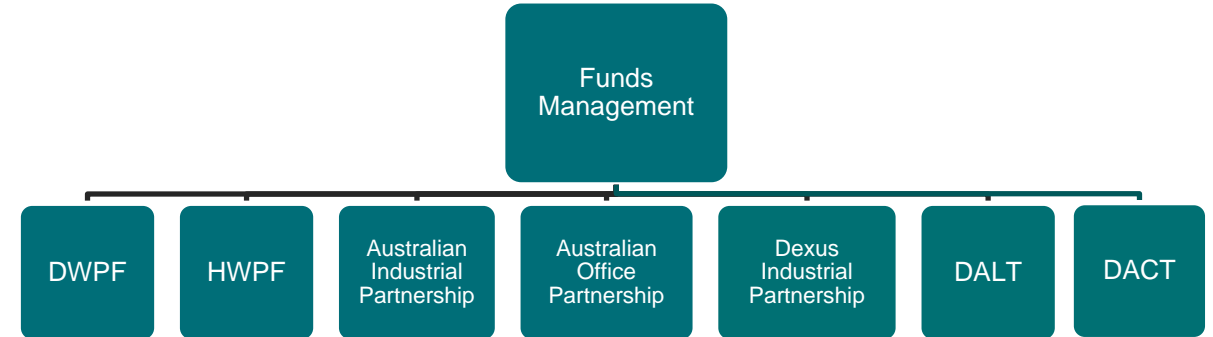 Funds
Management
DWPF
HWPF
Australian
Industrial
Partnership
Australian
Office
Partnership
Dexus
Industrial
Partnership
DALT
DACT